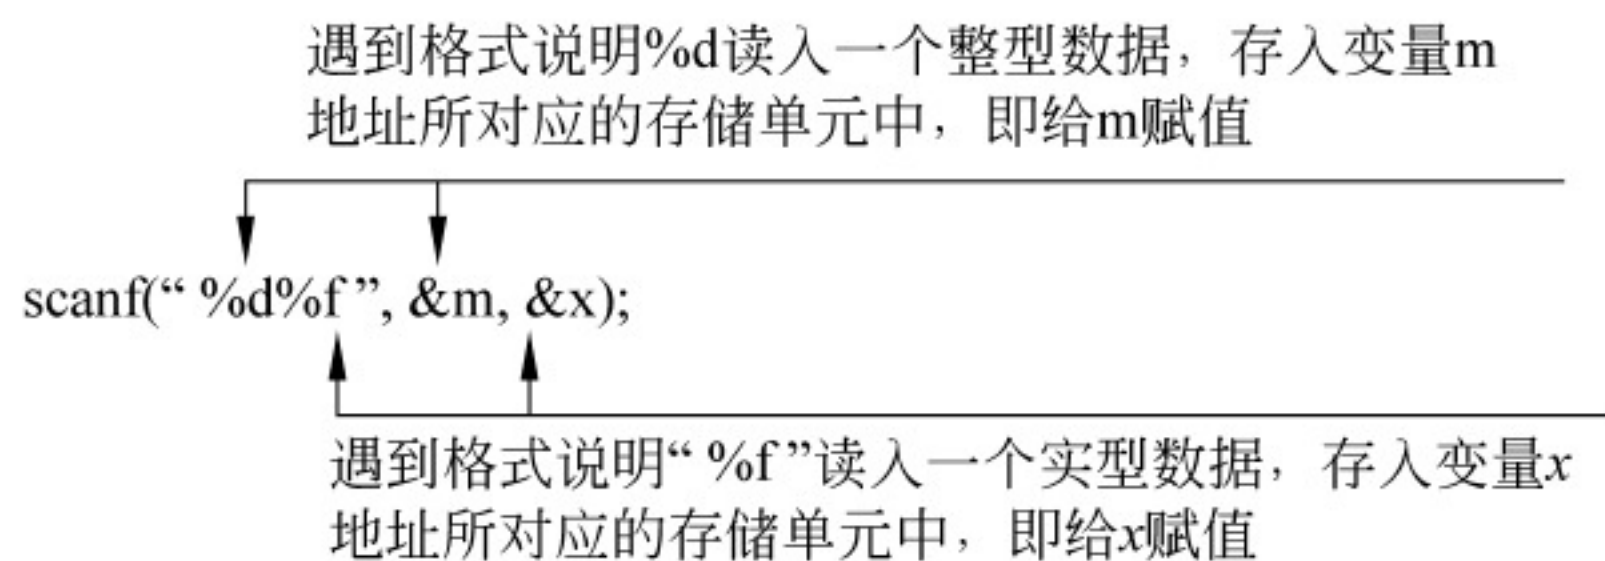 遇到格式说明%d读入一个整型数据，存入变量m
地址所对应的存储单元中，即给m赋值
scanf(“ %d%f ”, &m, &x);
遇到格式说明“ %f ”读入一个实型数据，存入变量x
地址所对应的存储单元中，即给x赋值